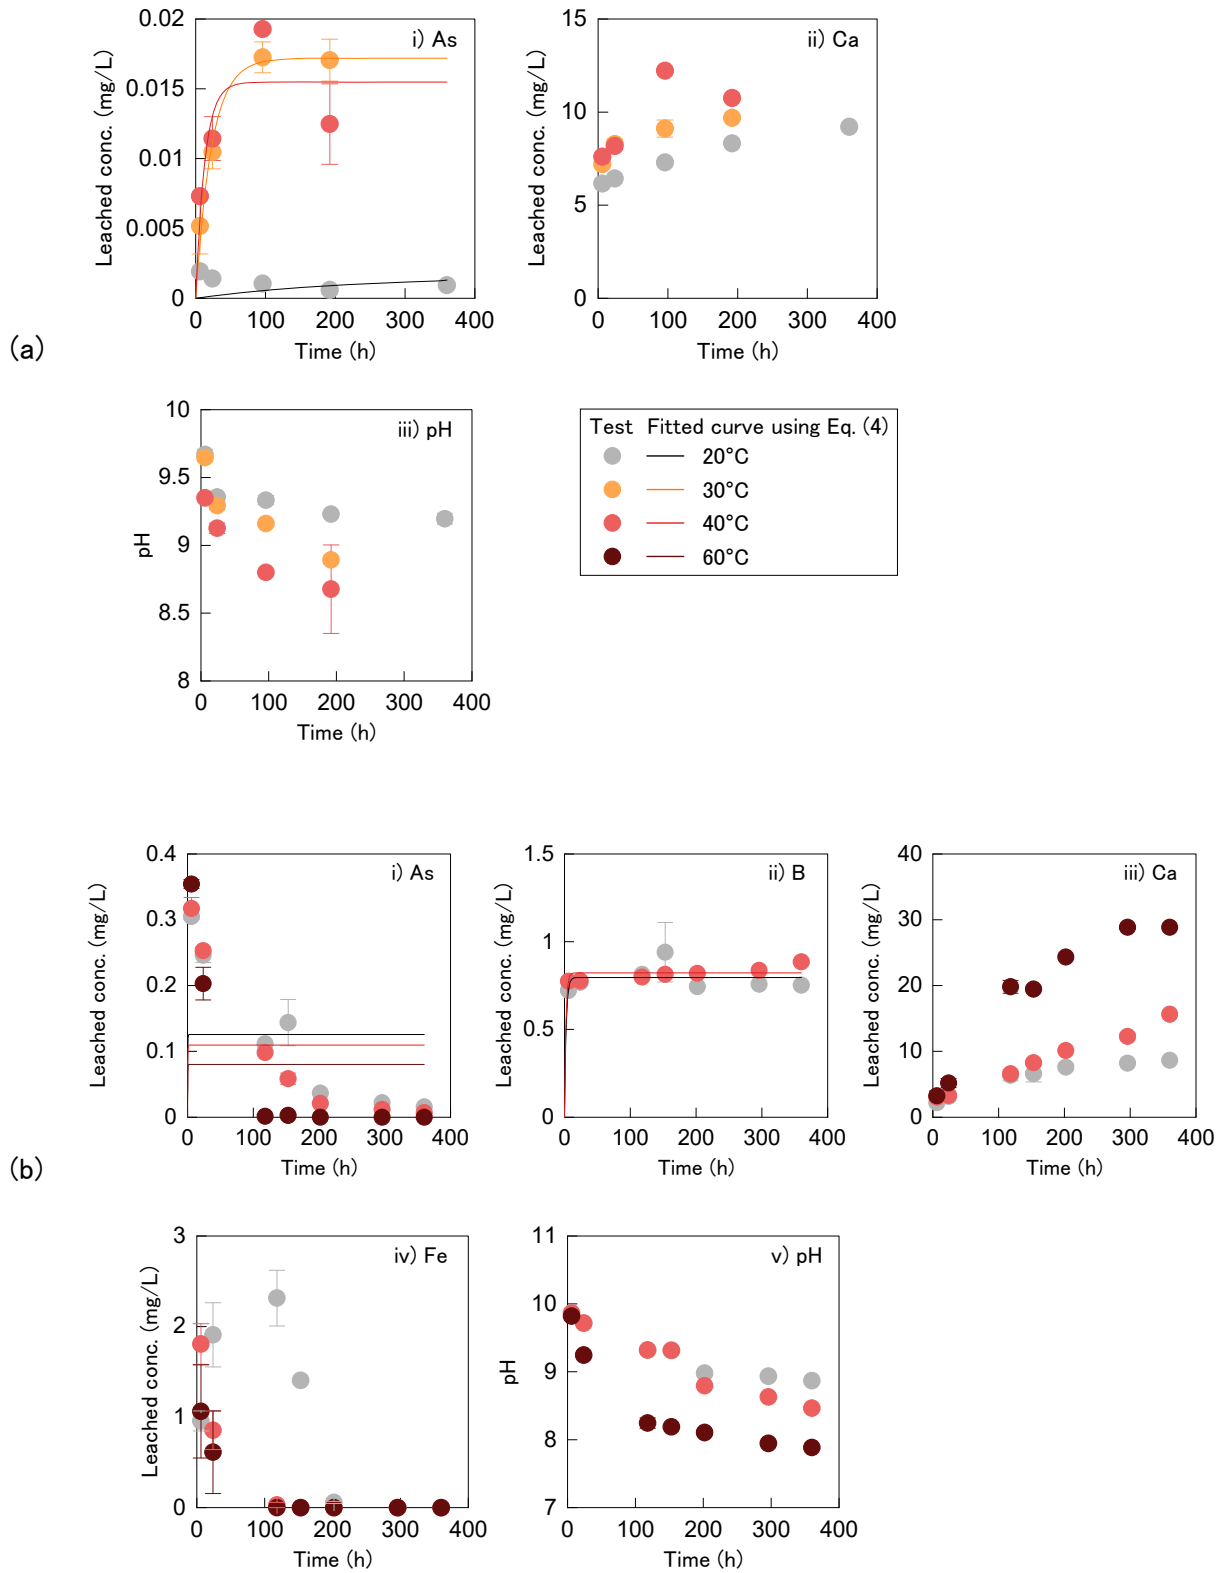 (a)
i) As
Leached conc. (mg/L)
0.02
0.015
0.01
0.005
0
0 100 200 300 400
Time (h)
ii) Ca
Leached conc. (mg/L)
15
10
5
0
0 100 200 300 400
Time (h)
iii) pH
pH
10
9.5
9
8.5
8
0 100 200 300 400
Time (h)
Test Fitted curve using Eq. (4)
20°C
30°C
40°C
60°C
(b)
i) As
Leached conc. (mg/L)
0.4
0.3
0.2
0.1
0
0 100 200 300 400
Time (h)
ii) B
Leached conc. (mg/L)
1.5
1
0.5
0
0 100 200 300 400
Time (h)
iii) Ca
Leached conc. (mg/L)
40
30
20
10
0
0 100 200 300 400
Time (h)
iv) Fe
Leached conc. (mg/L)
3
2
1
0
0 100 200 300 400
Time (h)
v) pH
pH
11
10
9
8
7
0 100 200 300 400
Time (h)